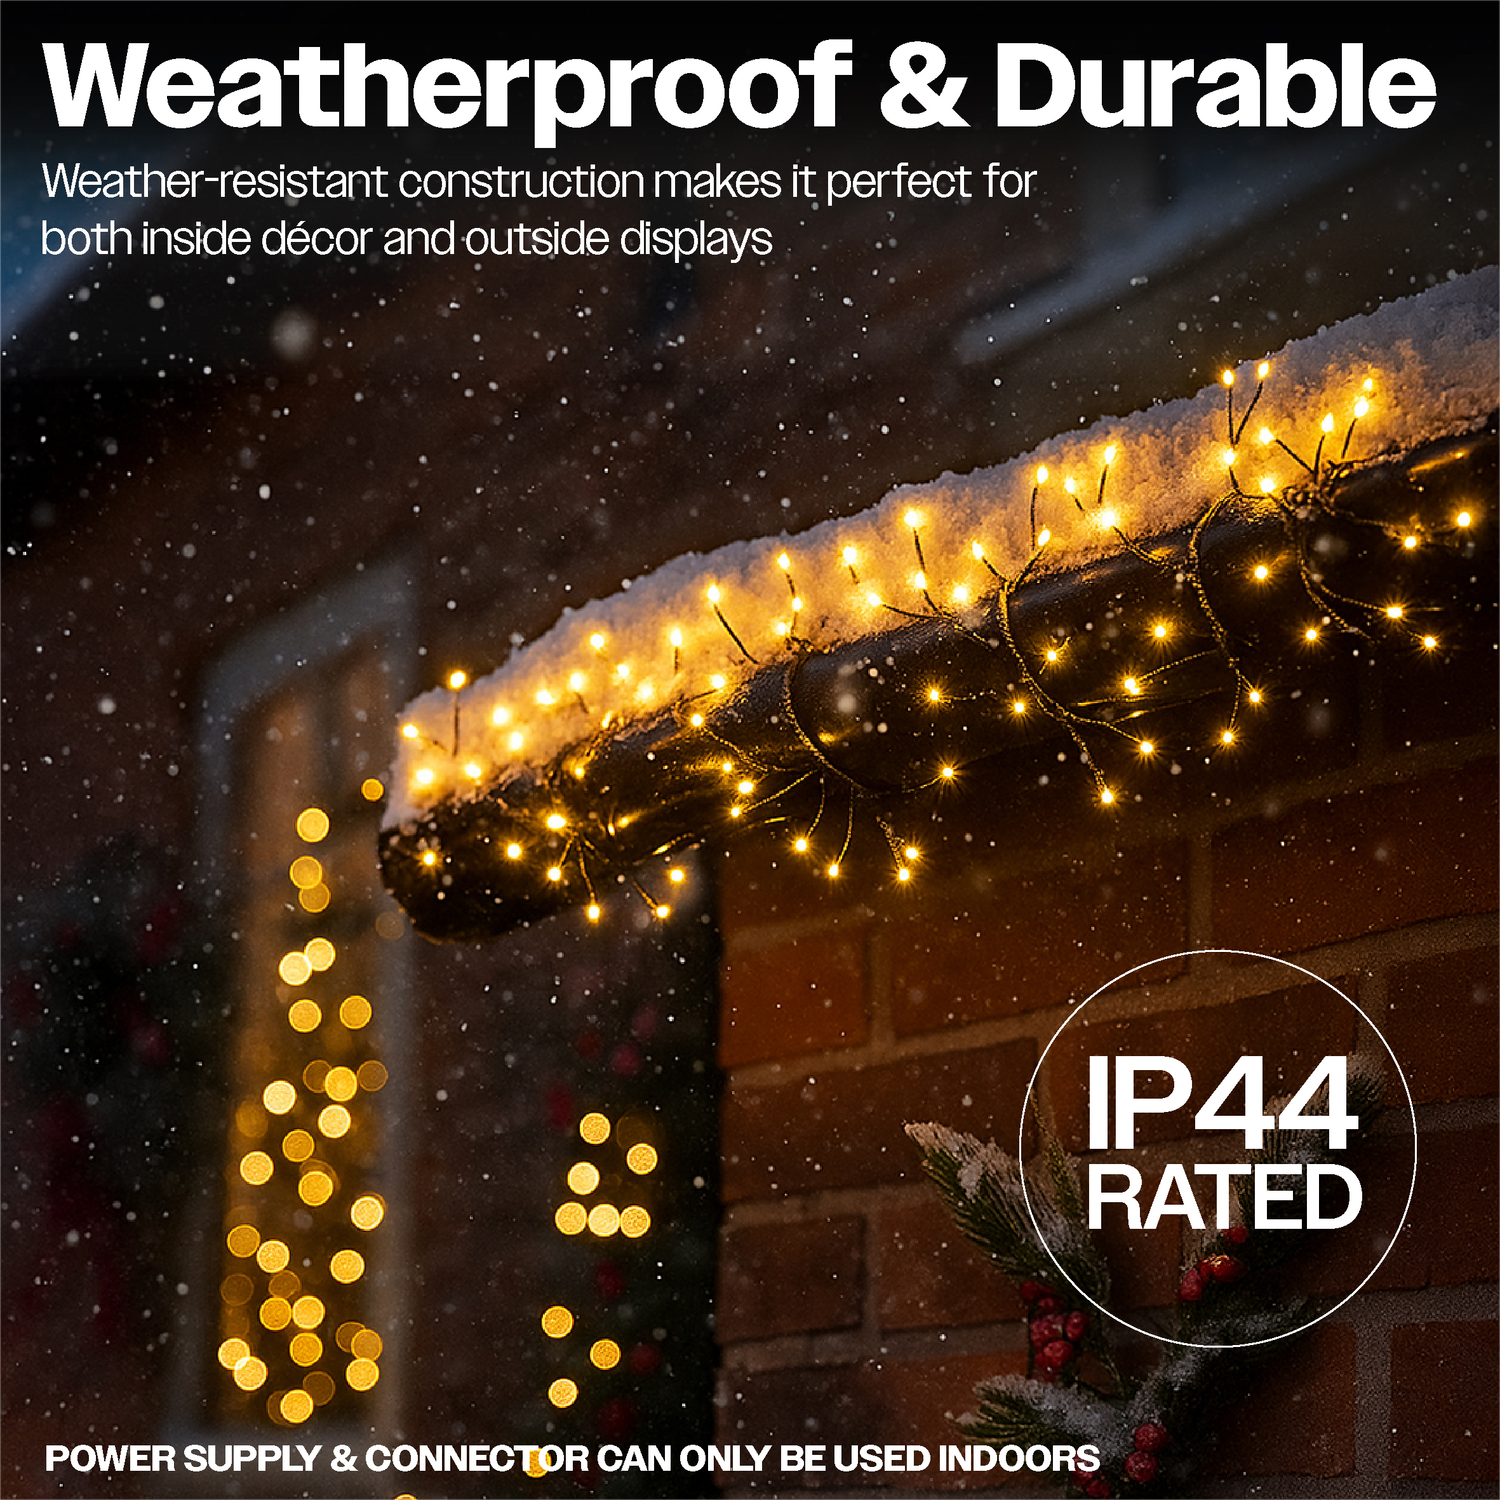 Weatherproof & Durable
Weather-resistant construction makes it perfect for
both inside décor and outside displays
IP44
RATED
POWER SUPPLY & CONNECTOR CAN ONLY BE USED INDOORS